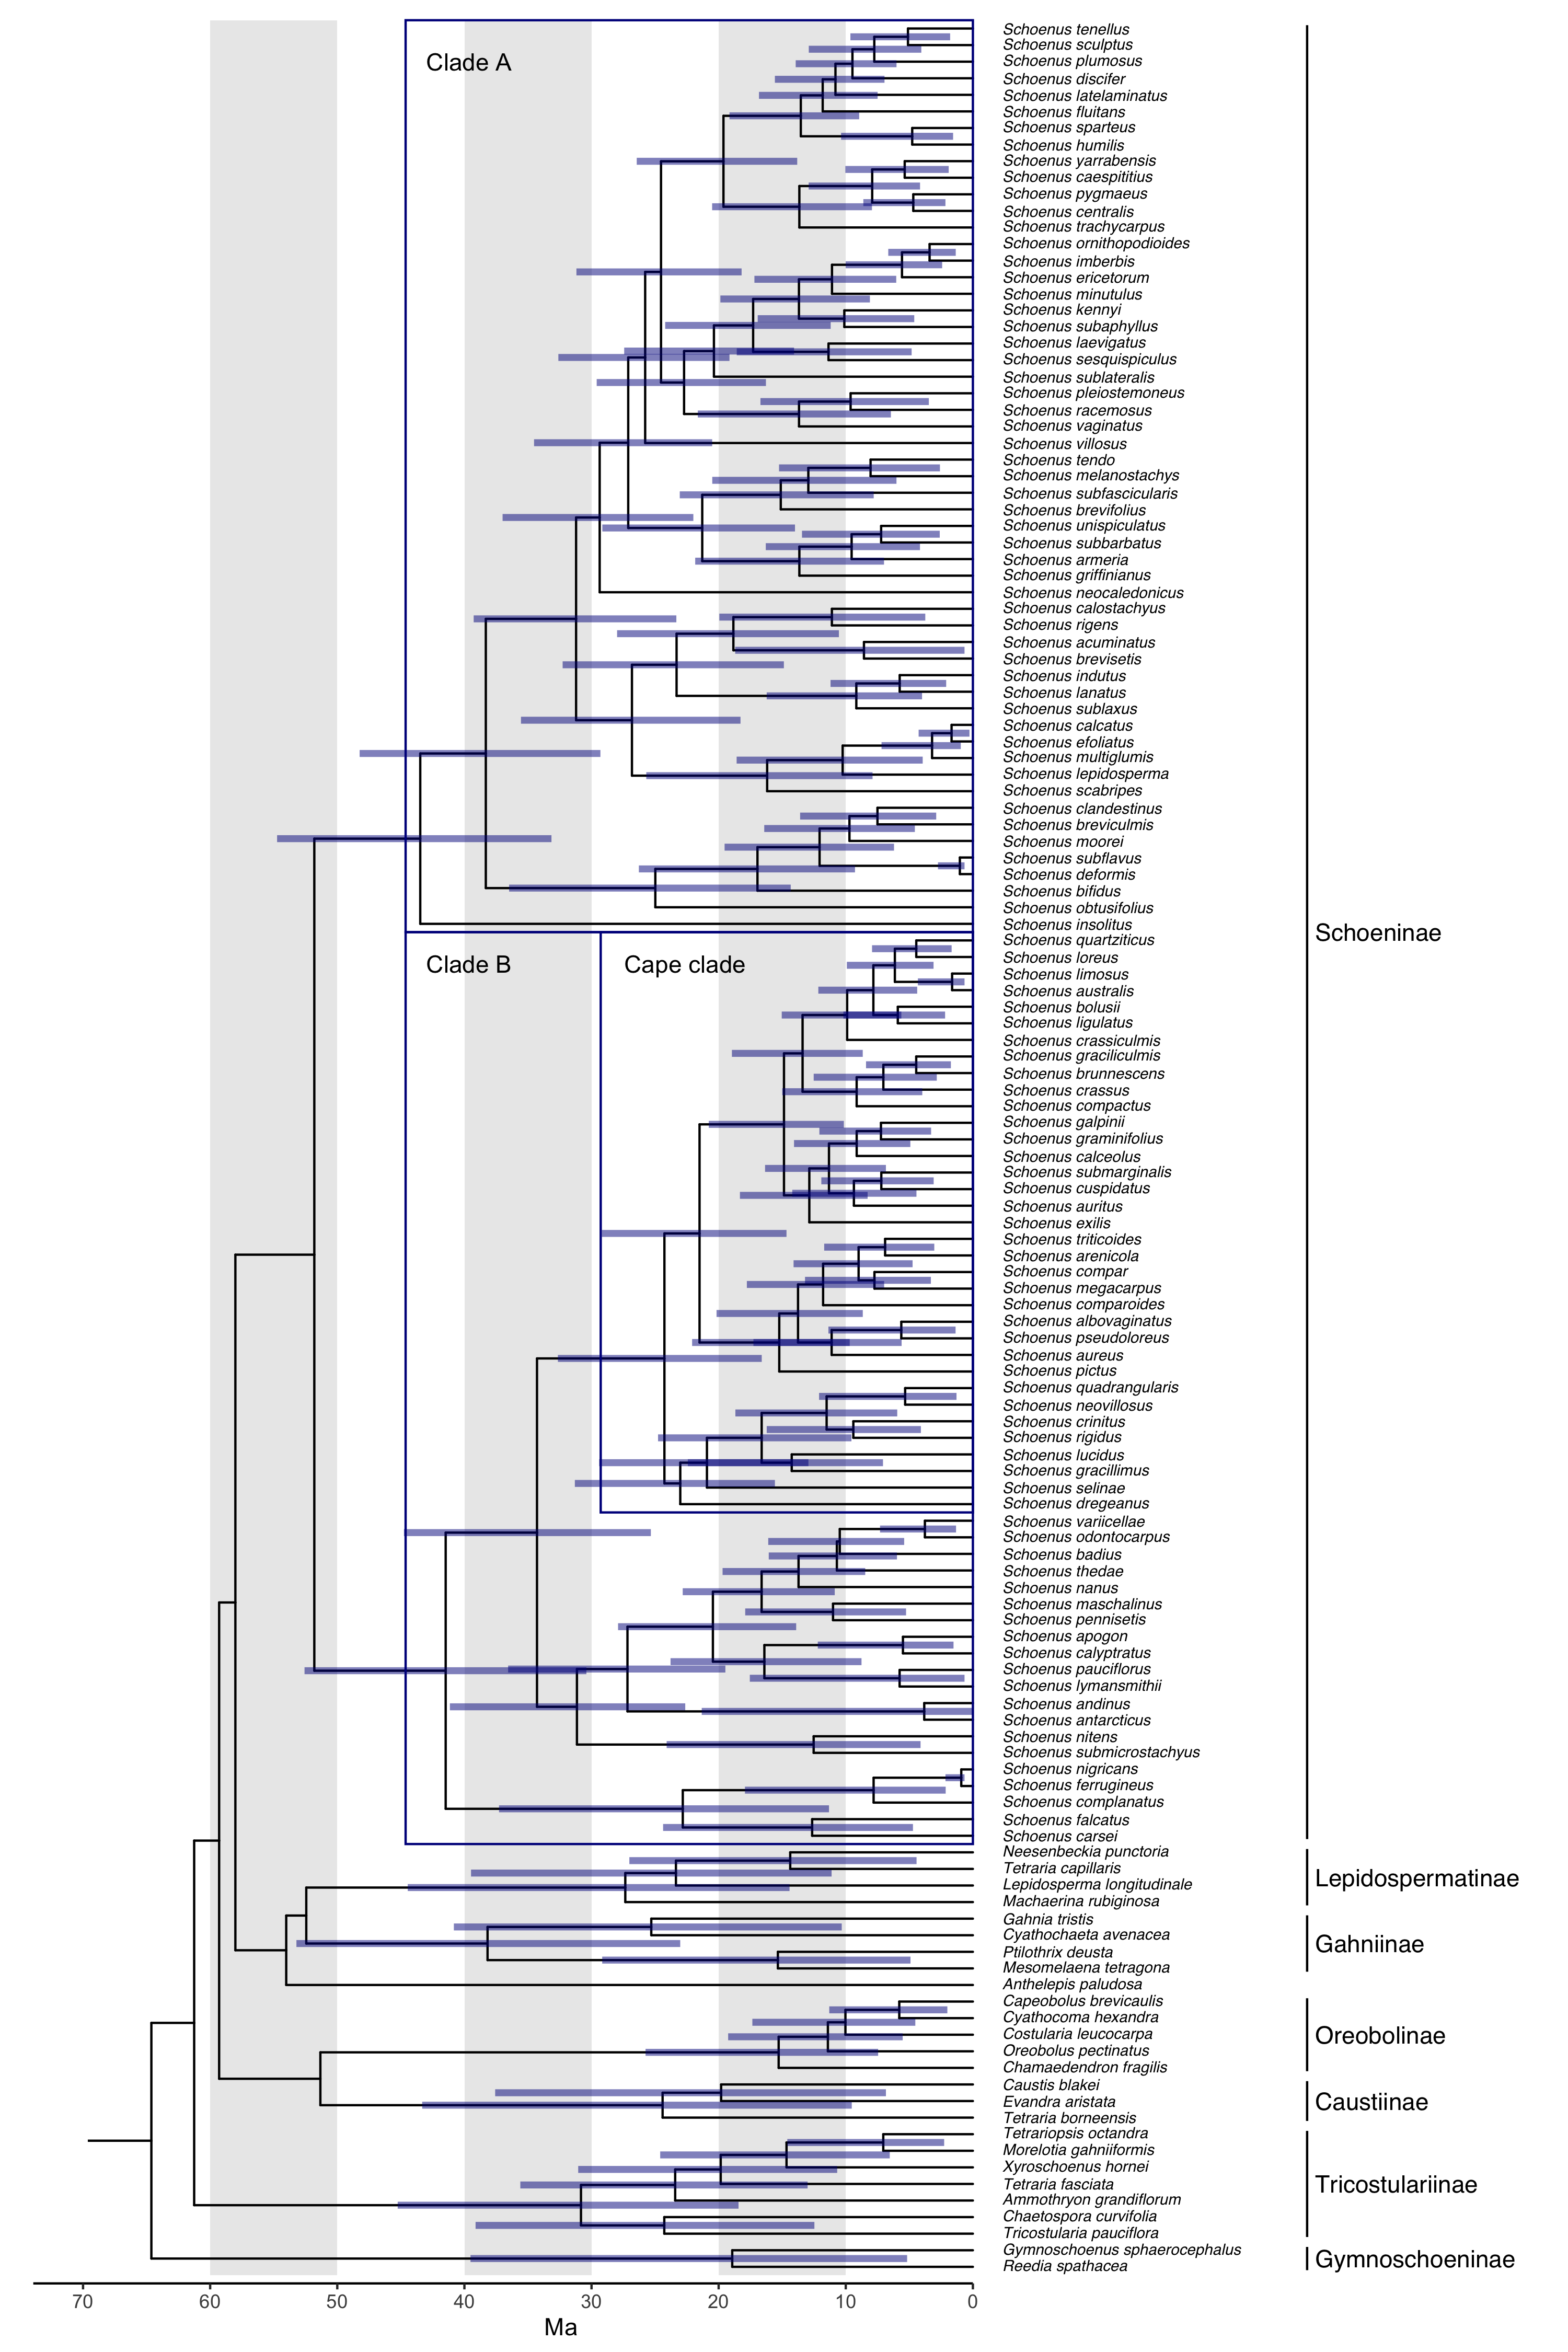 Clade A
Schoenus tenellus
Schoenus sculptus
Schoenus plumosus
Schoenus discifer
Schoenus latelaminatus
Schoenus fluitans
Schoenus sparteus
Schoenus humilis
Schoenus yarrabensis
Schoenus caespititius
Schoenus pygmaeus
Schoenus centralis
Schoenus trachycarpus
Schoenus ornithopodioides
Schoenus imberbis
Schoenus ericetorum
Schoenus minutulus
Schoenus kennyi
Schoenus subaphyllus
Schoenus laevigatus
Schoenus sesquispiculus
Schoenus sublateralis
Schoenus pleiostemoneus
Schoenus racemosus
Schoenus vaginatus
Schoenus villosus
Schoenus tendo
Schoenus melanostachys
Schoenus subfascicularis
Schoenus brevifolius
Schoenus unispiculatus
Schoenus subbarbatus
Schoenus armeria
Schoenus griffinianus
Schoenus neocaledonicus
Schoenus calostachyus
Schoenus rigens
Schoenus acuminatus
Schoenus brevisetis
Schoenus indutus
Schoenus lanatus
Schoenus sublaxus
Schoenus calcatus
Schoenus efoliatus
Schoenus multiglumis
Schoenus lepidosperma
Schoenus scabripes
Schoenus clandestinus
Schoenus breviculmis
Schoenus moorei
Schoenus subflavus
Schoenus deformis
Schoenus bifidus
Schoenus obtusifolius
Schoenus insolitus
Schoeninae
Clade B
Cape clade
Schoenus quartziticus
Schoenus loreus
Schoenus limosus
Schoenus australis
Schoenus bolusii
Schoenus ligulatus
Schoenus crassiculmis
Schoenus graciliculmis
Schoenus brunnescens
Schoenus crassus
Schoenus compactus
Schoenus galpinii
Schoenus graminifolius
Schoenus calceolus
Schoenus submarginalis
Schoenus cuspidatus
Schoenus auritus
Schoenus exilis
Schoenus triticoides
Schoenus arenicola
Schoenus compar
Schoenus megacarpus
Schoenus comparoides
Schoenus albovaginatus
Schoenus pseudoloreus
Schoenus aureus
Schoenus pictus
Schoenus quadrangularis
Schoenus neovillosus
Schoenus crinitus
Schoenus rigidus
Schoenus lucidus
Schoenus gracillimus
Schoenus selinae
Schoenus dregeanus
Schoenus variicellae
Schoenus odontocarpus
Schoenus badius
Schoenus thedae
Schoenus nanus
Schoenus maschalinus
Schoenus pennisetis
Schoenus apogon
Schoenus calyptratus
Schoenus pauciflorus
Schoenus lymansmithii
Schoenus andinus
Schoenus antarcticus
Schoenus nitens
Schoenus submicrostachyus
Schoenus nigricans
Schoenus ferrugineus
Schoenus complanatus
Schoenus falcatus
Schoenus carsei
Neesenbeckia punctoria
Tetraria capillaris
Lepidosperma longitudinale
Machaerina rubiginosa
Lepidospermatinae
Gahnia tristis
Cyathochaeta avenacea
Ptilothrix deusta
Mesomelaena tetragona
Gahniinae
Anthelepis paludosa
Capeobolus brevicaulis
Cyathocoma hexandra
Costularia leucocarpa
Oreobolus pectinatus
Chamaedendron fragilis
Oreobolinae
Caustis blakei
Evandra aristata
Tetraria borneensis
Caustiinae
Tetrariopsis octandra
Morelotia gahniiformis
Xyroschoenus hornei
Tetraria fasciata
Ammothryon grandiflorum
Chaetospora curvifolia
Tricostularia pauciflora
Tricostulariinae
Gymnoschoenus sphaerocephalus
Reedia spathacea
Gymnoschoeninae
70 60 50 40 30 20 10 0
Ma